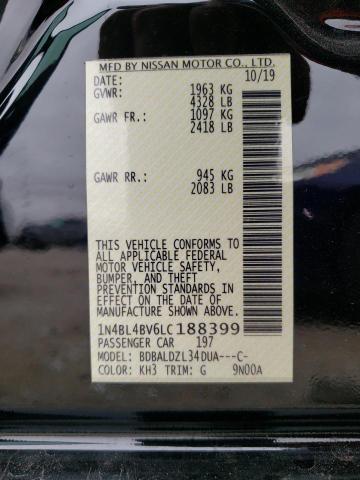 MFD BY NISSAN MOTOR CO., LTD.
DATE: 10/19
GVWR: 1963 KG
4328 LB
GAWR FR.: 1097 KG
2418 LB
GAWR RR.: 945 KG
2083 LB
THIS VEHICLE CONFORMS TO
ALL APPLICABLE FEDERAL
MOTOR VEHICLE SAFETY,
BUMPER, AND THEFT
PREVENTION STANDARDS IN
EFFECT ON THE DATE OF
MANUFACTURE SHOWN ABOVE.
1N4BL4BV6LC188399
PASSENGER CAR 197
MODEL: BDBALDZL34DUA---C-
COLOR: KH3 TRIM: G 9N00A